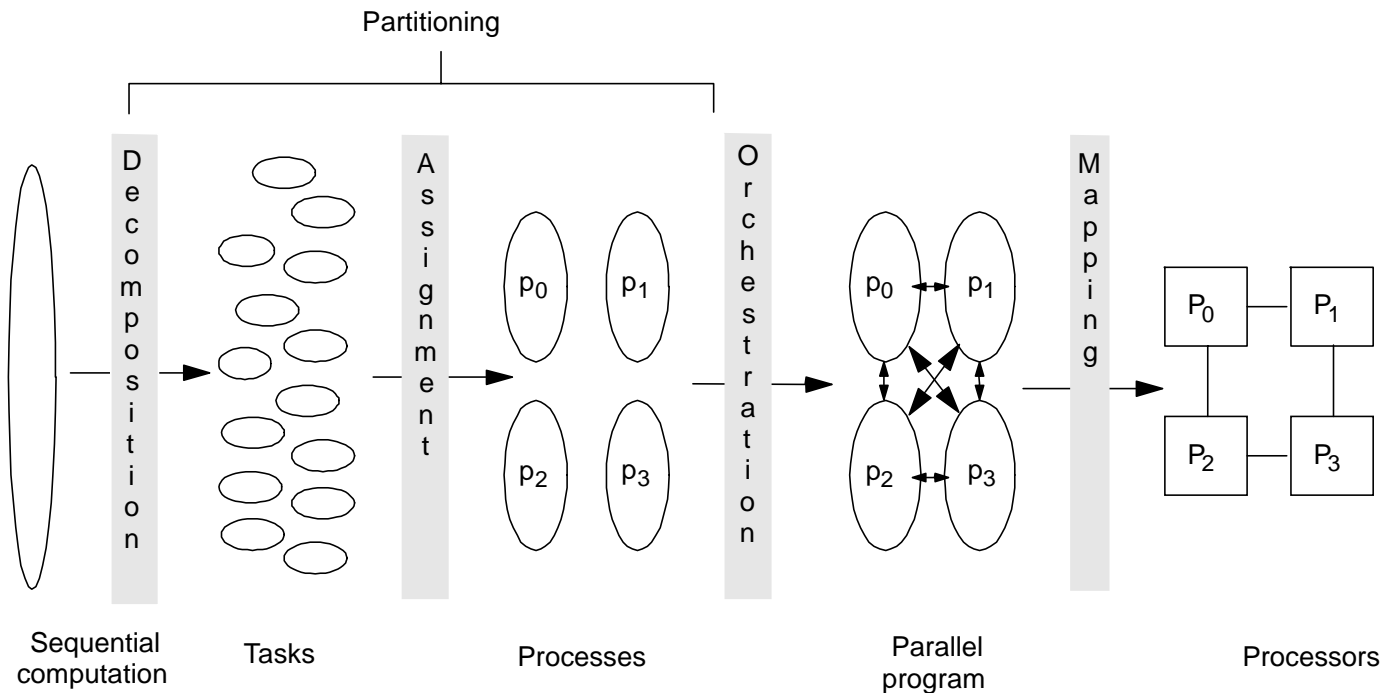 Partitioning
Decomposition
Assignment
Orchestration
Mapping
p0
p1
p2
p3
p0
p1
p2
p3
P0
P1
P2
P3
Sequential
computation
Tasks
Processes
Parallel
program
Processors